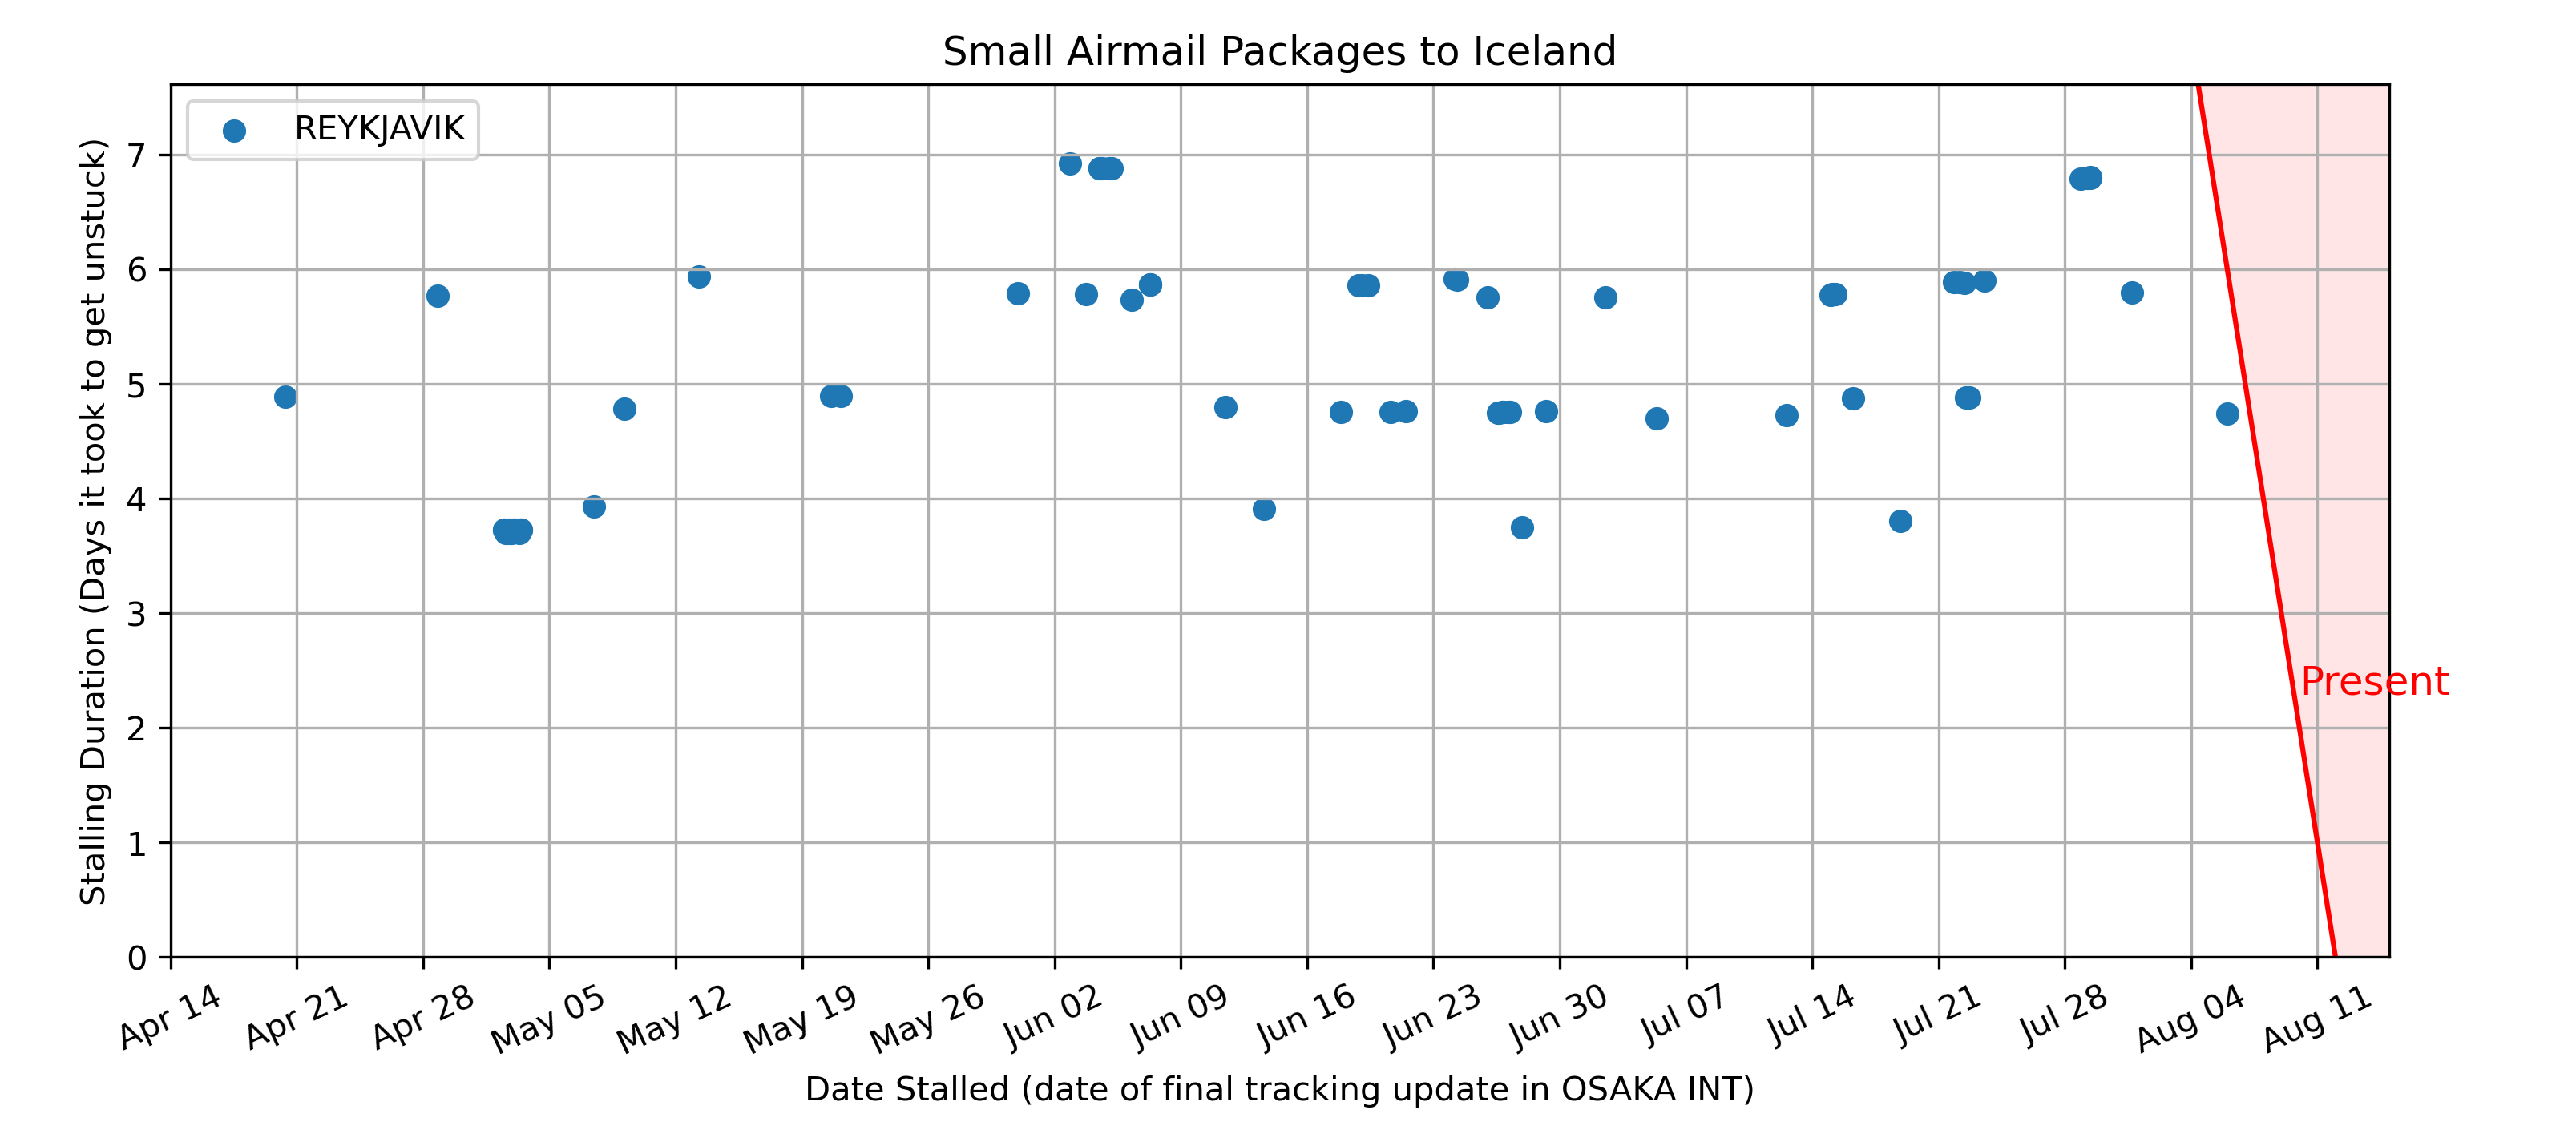 Small Airmail Packages to Iceland
REYKJAVIK
Stalling Duration (Days it took to get unstuck)
7
6
5
4
3
2
1
0
Present
Apr 14 Apr 21 Apr 28 May 05 May 12 May 19 May 26 Jun 02 Jun 09 Jun 16 Jun 23 Jun 30 Jul 07 Jul 14 Jul 21 Jul 28 Aug 04 Aug 11
Date Stalled (date of final tracking update in OSAKA INT)